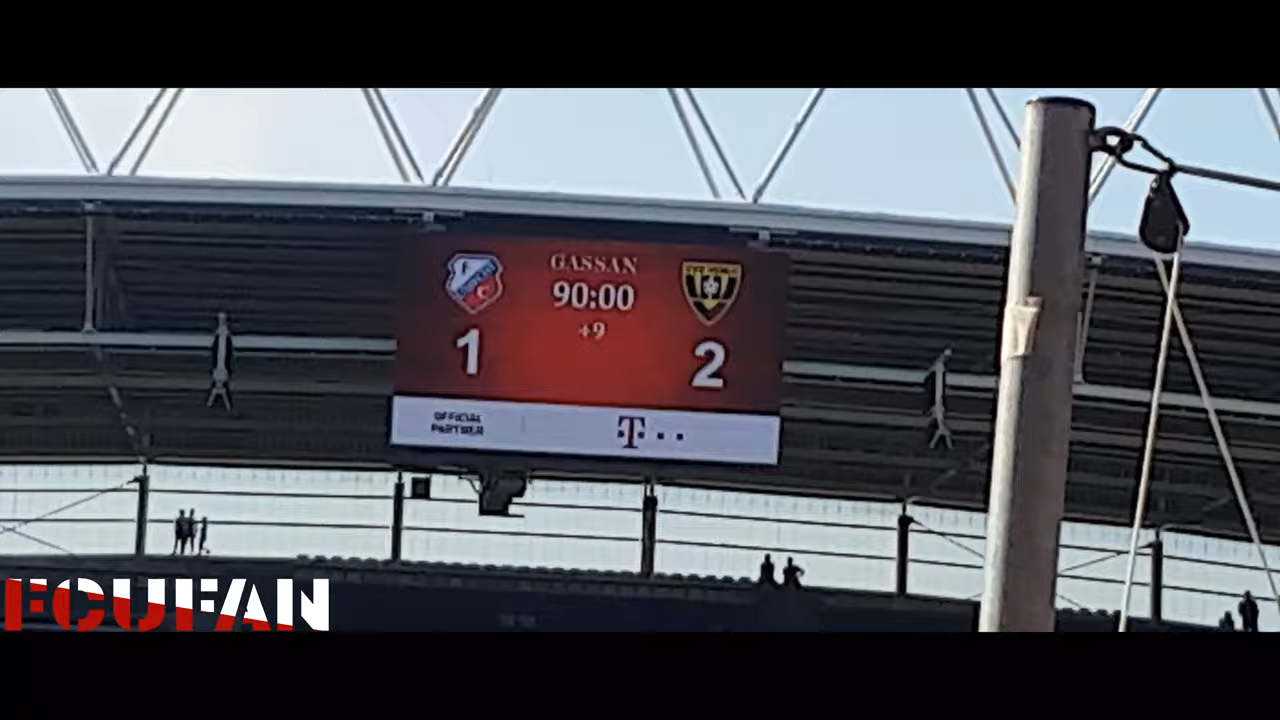 GASSAN
90:00
+9
1
2
OFFICIAL
PARTNER
T
FCUFAN